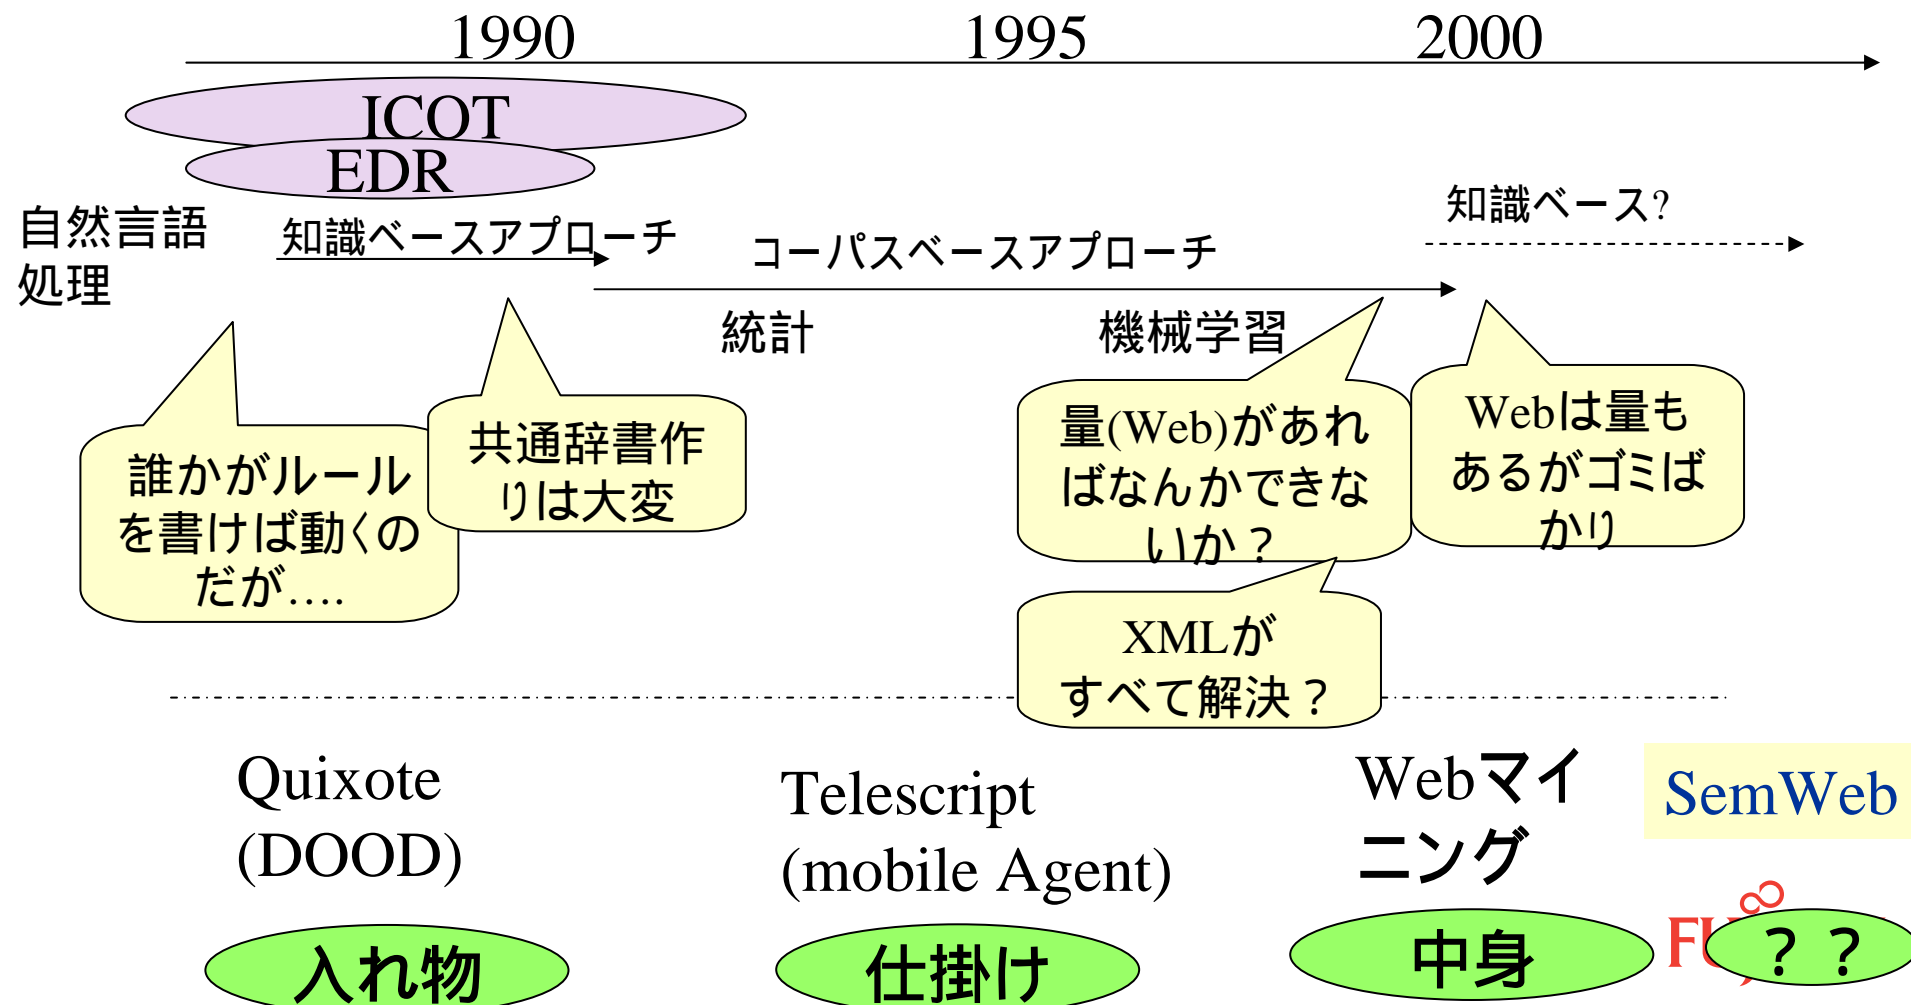 1990 1995 2000
ICOT
EDR
自然言語
処理
知識ベースアプローチ
コーパスベースアプローチ
知識ベース?
統計
機械学習
誰かがルール
を書けば動くの
だが….
共通辞書作
りは大変
量(Web)があれ
ばなんかできな
いか？
Webは量も
あるがゴミば
かり
XMLが
すべて解決？
Quixote
(DOOD)
Telescript
(mobile Agent)
Webマイ
ニング
SemWeb
入れ物
仕掛け
中身
？？